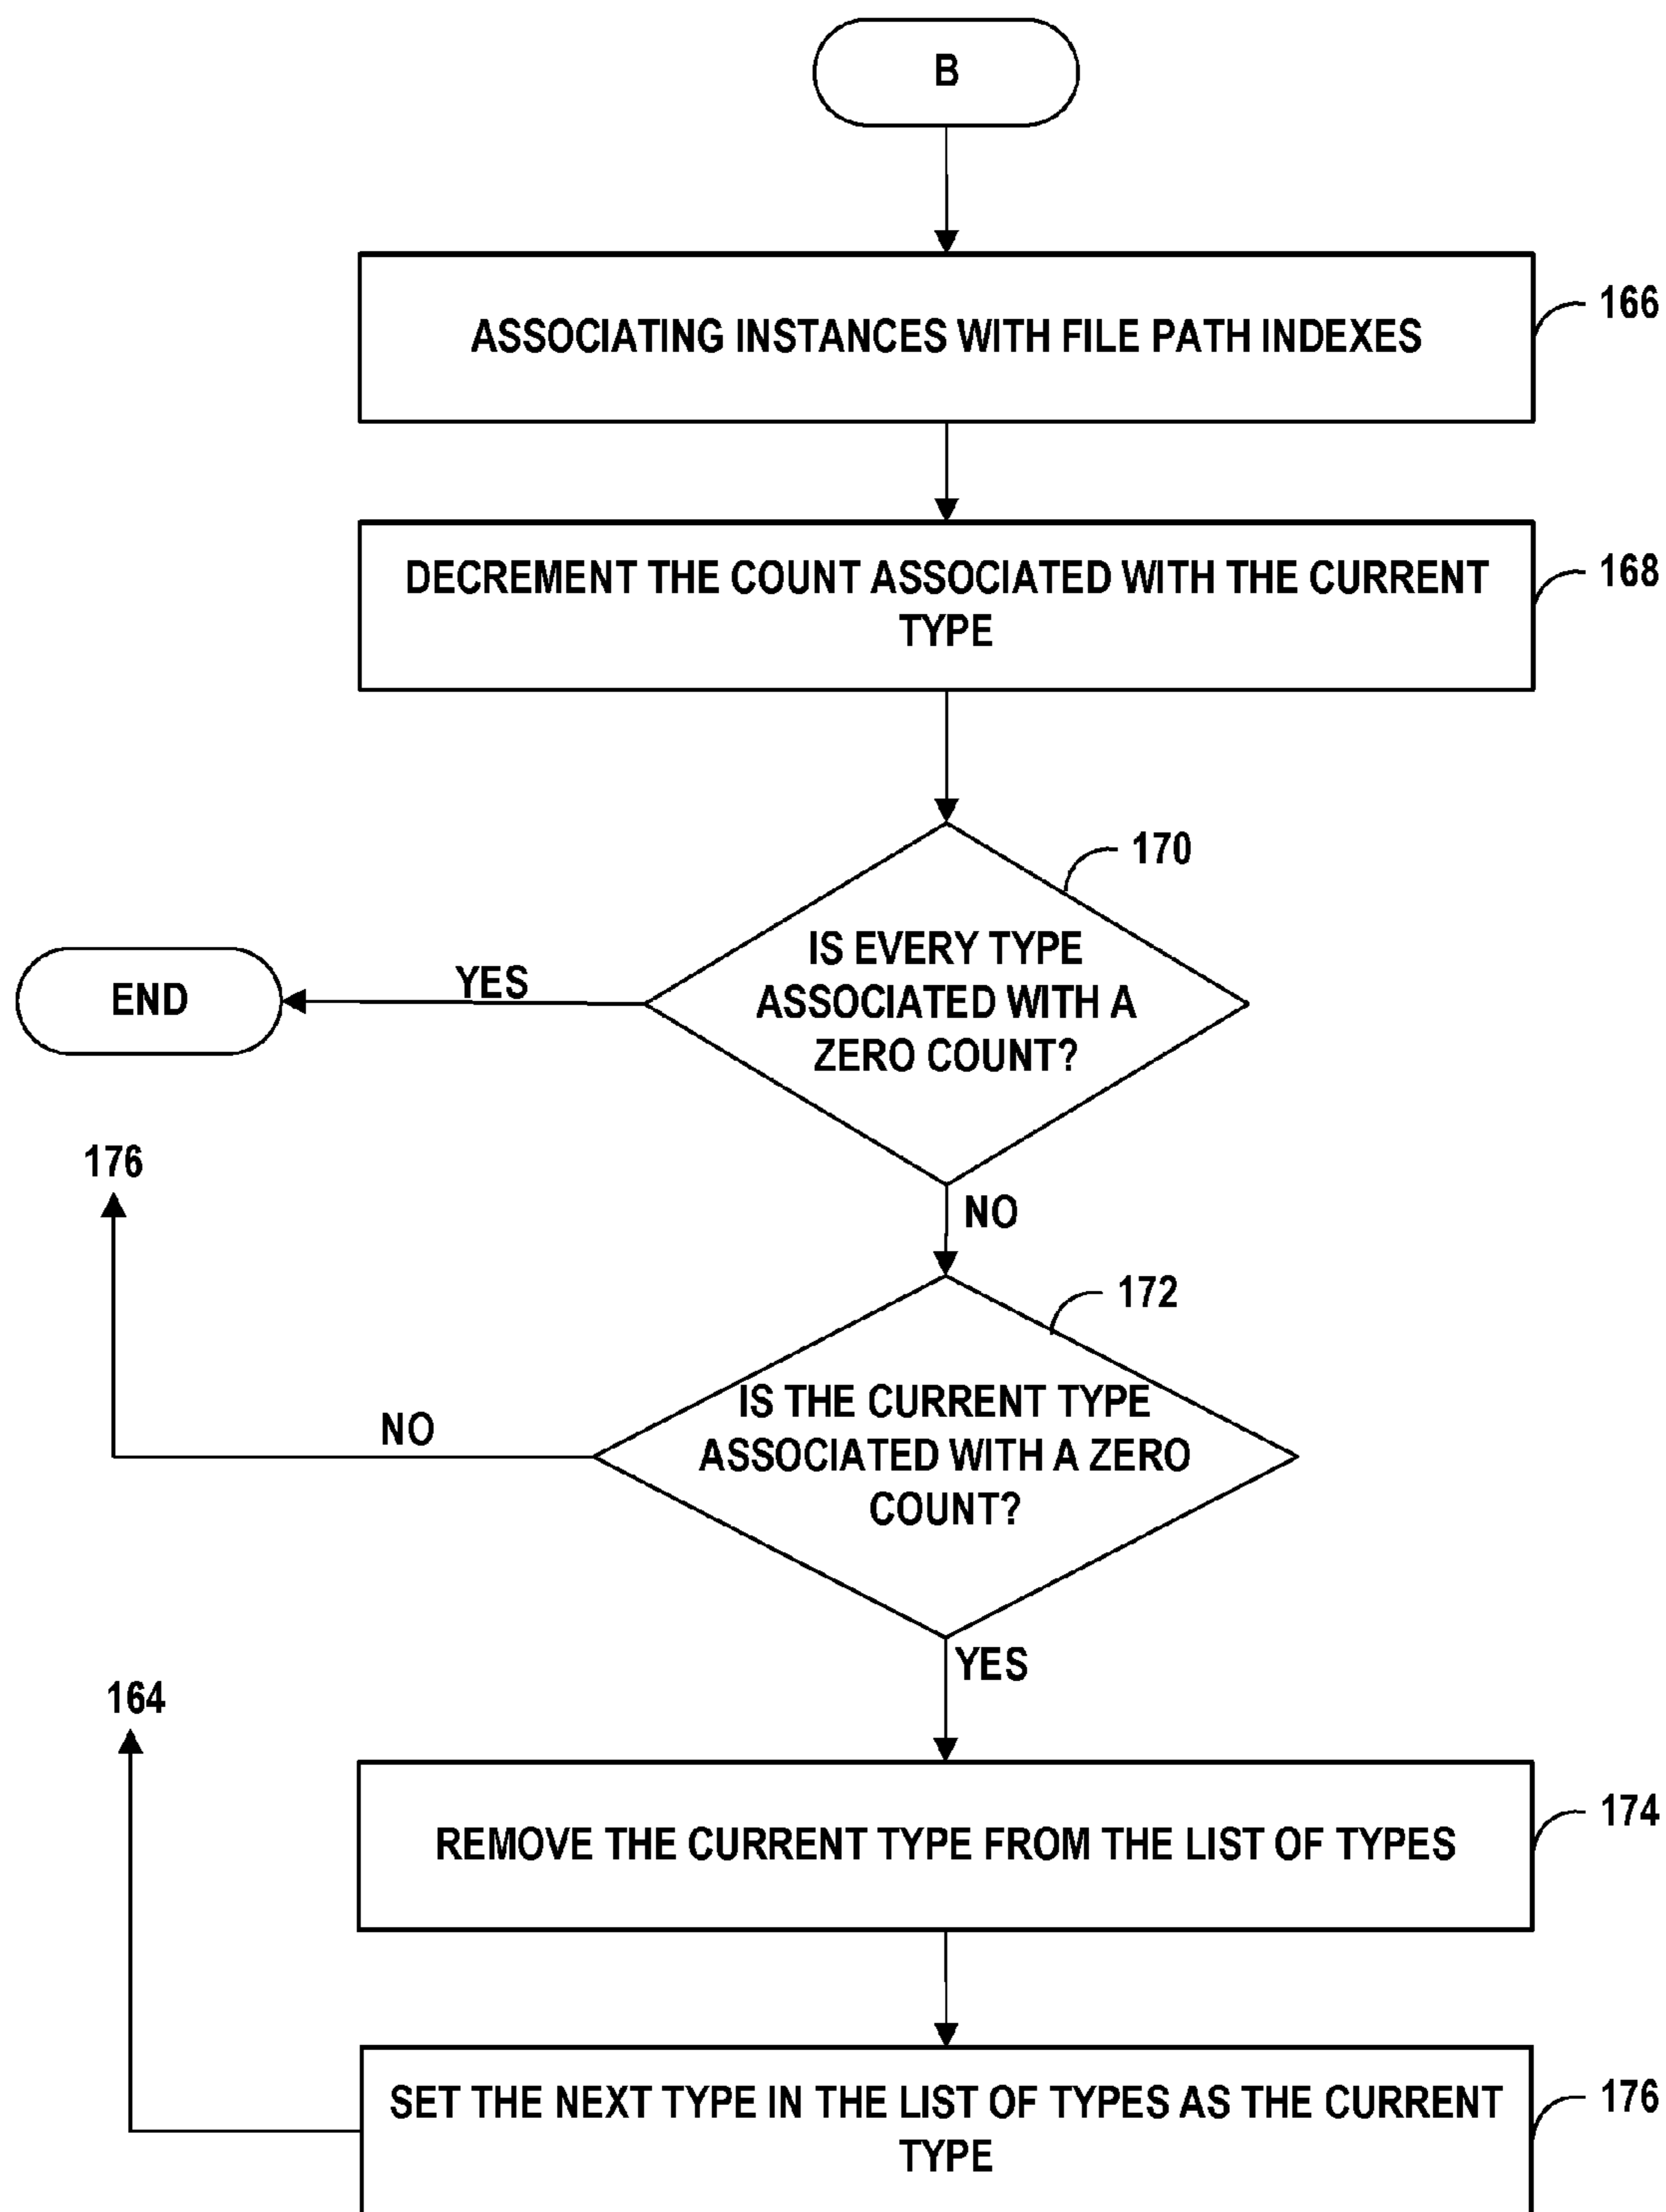 B
ASSOCIATING INSTANCES WITH FILE PATH INDEXES
166
DECREMENT THE COUNT ASSOCIATED WITH THE CURRENT
TYPE
168
170
IS EVERY TYPE
ASSOCIATED WITH A
ZERO COUNT?
YES
END
176
NO
172
IS THE CURRENT TYPE
ASSOCIATED WITH A ZERO
COUNT?
NO
YES
164
REMOVE THE CURRENT TYPE FROM THE LIST OF TYPES
174
SET THE NEXT TYPE IN THE LIST OF TYPES AS THE CURRENT
TYPE
176